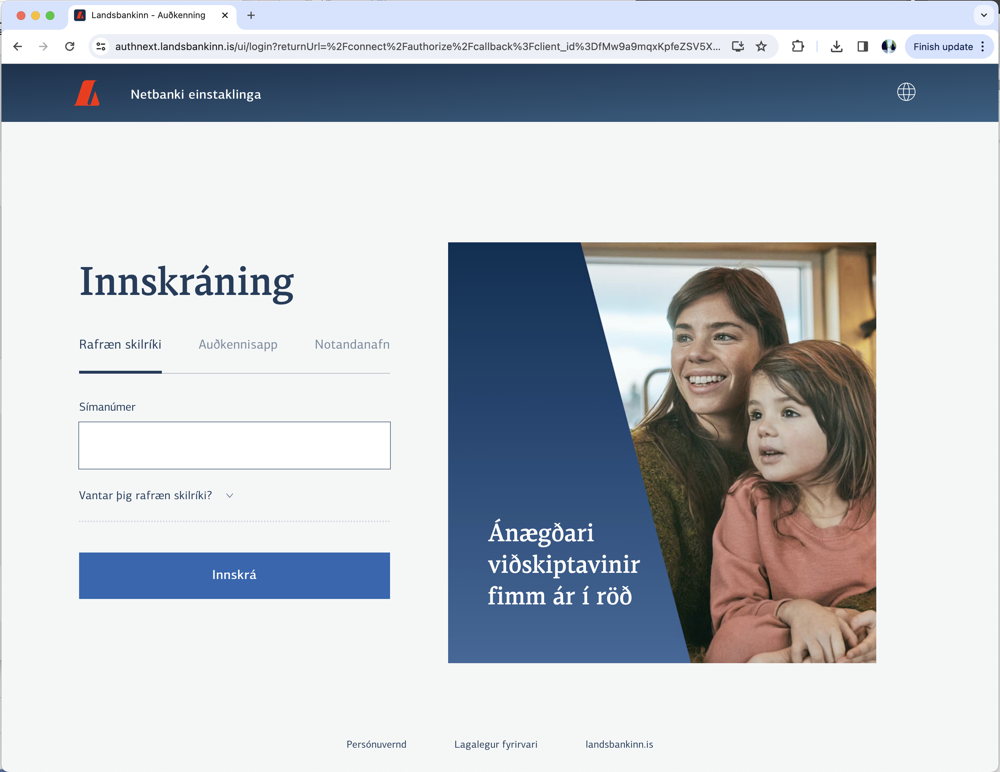 Landsbankinn - Auðkenning
authnext.landsbankinn.is/ui/login?returnUrl=%2Fconnect%2Fauthorize%2Fcallback%3Fclient_id%3DfMw9a9mqxKpfeZSV5X...
Finish update
Netbanki einstaklinga
Innskráning
Rafræn skilríki Auðkennisapp Notandanafn
Símanúmer
Vantar þig rafræn skilríki?
Innskrá
Ánægðari
viðskiptavinir
fimm ár í röð
Persónuvernd Lagalegur fyrirvari landsbankinn.is